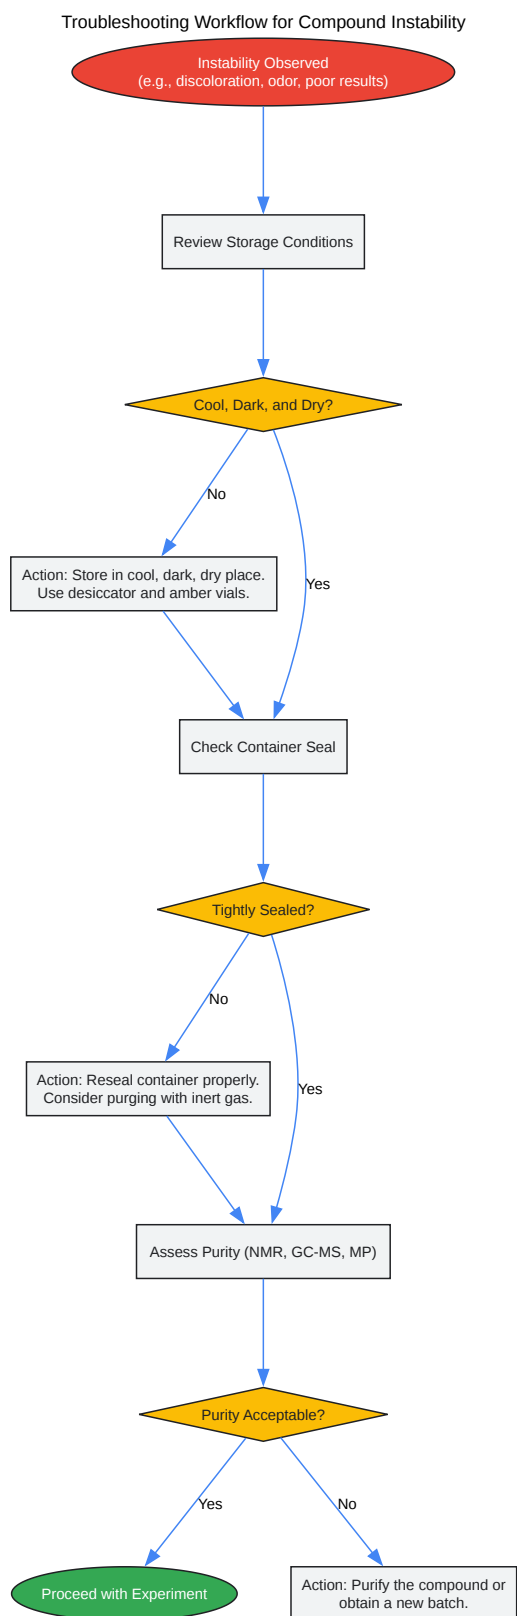 Troubleshooting Workflow for Compound Instability
Instability Observed
(e.g., discoloration, odor, poor results)
Review Storage Conditions
Cool, Dark, and Dry?
No
Action: Store in cool, dark, dry place.
Use desiccator and amber vials.
Yes
Check Container Seal
Tightly Sealed?
No
Action: Reseal container properly.
Consider purging with inert gas.
Yes
Assess Purity (NMR, GC-MS, MP)
Purity Acceptable?
Yes
No
Proceed with Experiment
Action: Purify the compound or
obtain a new batch.